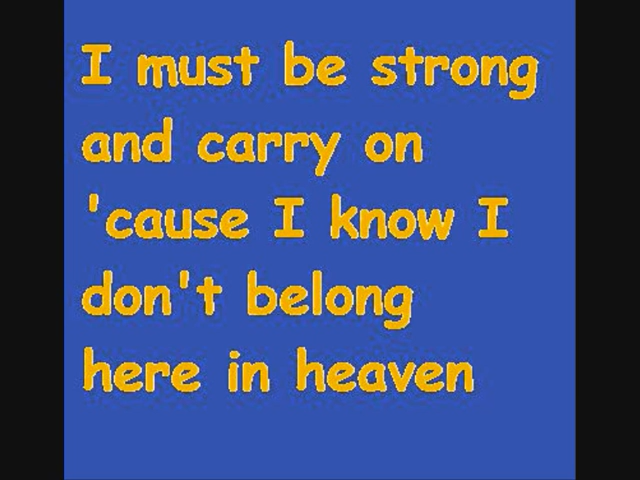 I must be strong
and carry on
'cause I know I
don't belong
here in heaven